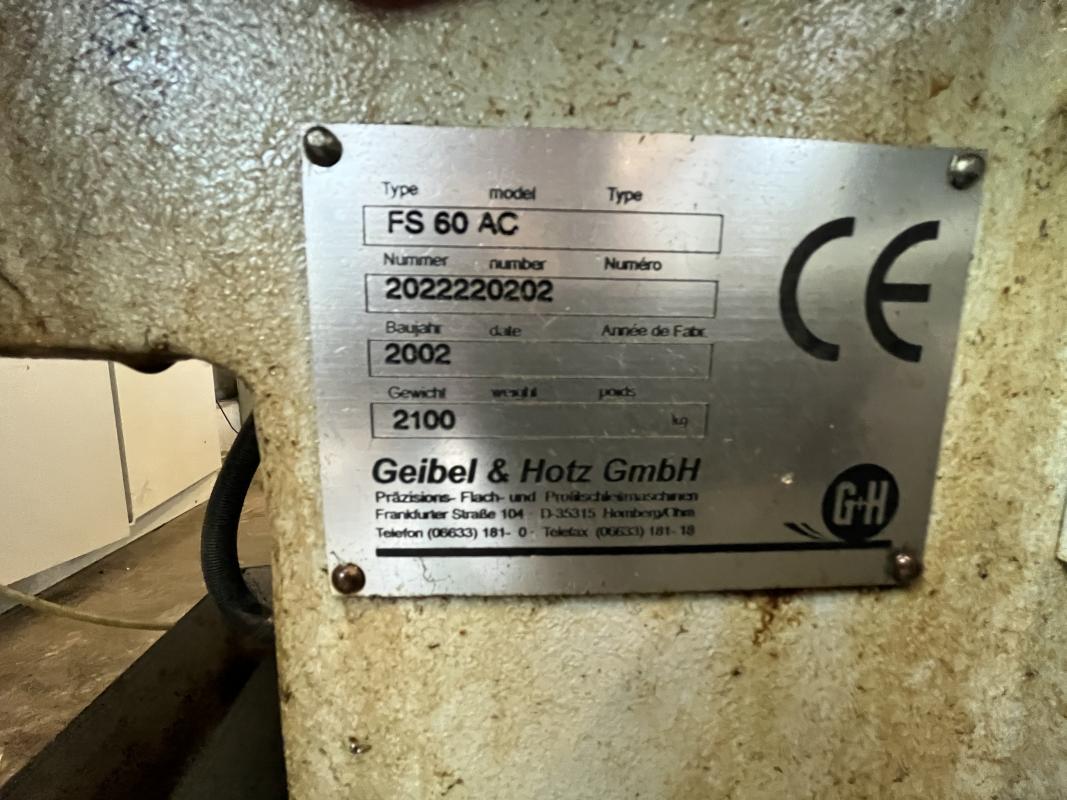 Type model Type
FS 60 AC
Nummer number Numéro
2022220202
Baujahr date Année de Fabr.
2002
Gewicht weight poids
2100 kg
Geibel & Hotz GmbH
Präzisions- Flach- und Profilschleifmaschinen
Frankfurter Straße 104 · D-35315 Homberg/Ohm
Telefon (06633) 181- 0 · Telefax (06633) 181- 18
CE
G+H